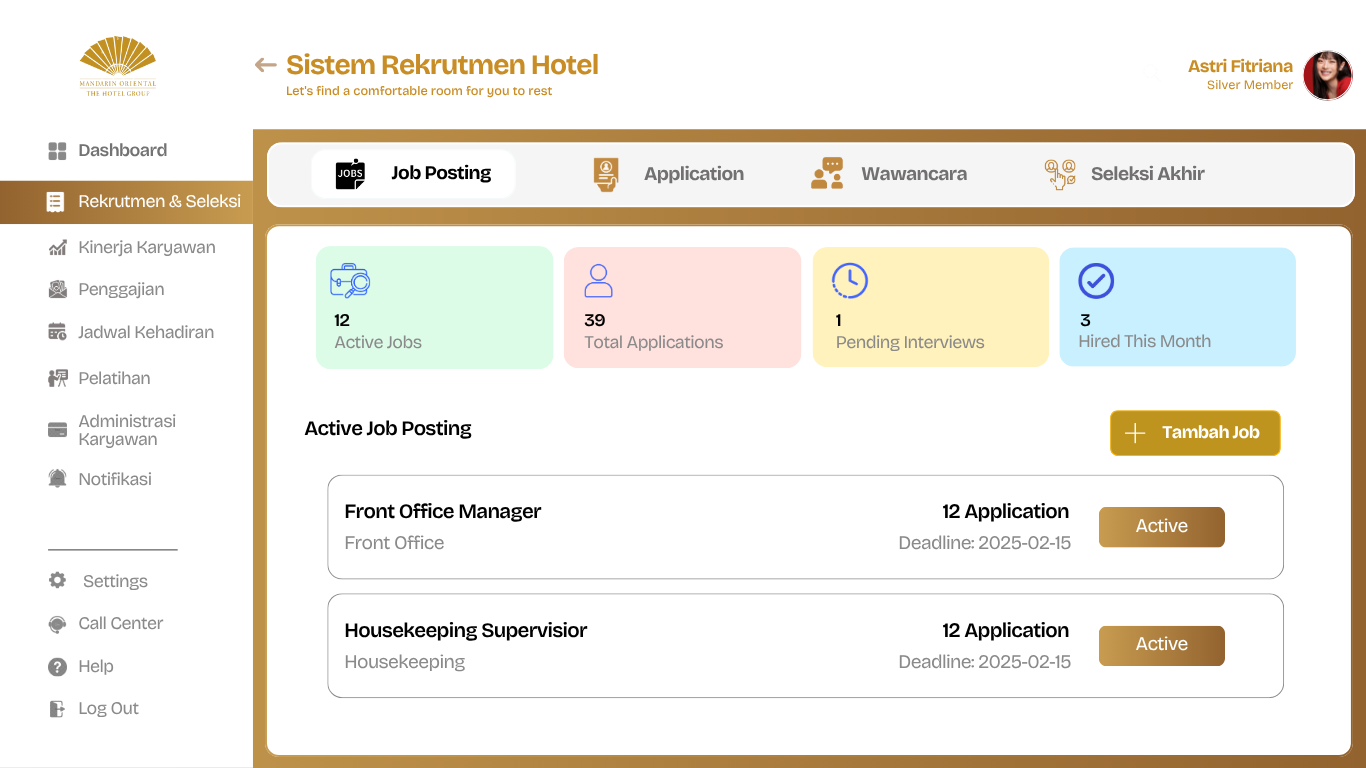 MANDARIN ORIENTAL
THE HOTEL GROUP
Sistem Rekrutmen Hotel
Let's find a comfortable room for you to rest
Astri Fitriana
Silver Member
Dashboard
Rekrutmen & Seleksi
Kinerja Karyawan
Penggajian
Jadwal Kehadiran
Pelatihan
Administrasi
Karyawan
Notifikasi
Settings
Call Center
Help
Log Out
JOBS
Job Posting
Application
Wawancara
Seleksi Akhir
12
Active Jobs
39
Total Applications
1
Pending Interviews
3
Hired This Month
Active Job Posting
Tambah Job
Front Office Manager
12 Application
Front Office
Deadline: 2025-02-15
Active
Housekeeping Supervisior
12 Application
Housekeeping
Deadline: 2025-02-15
Active